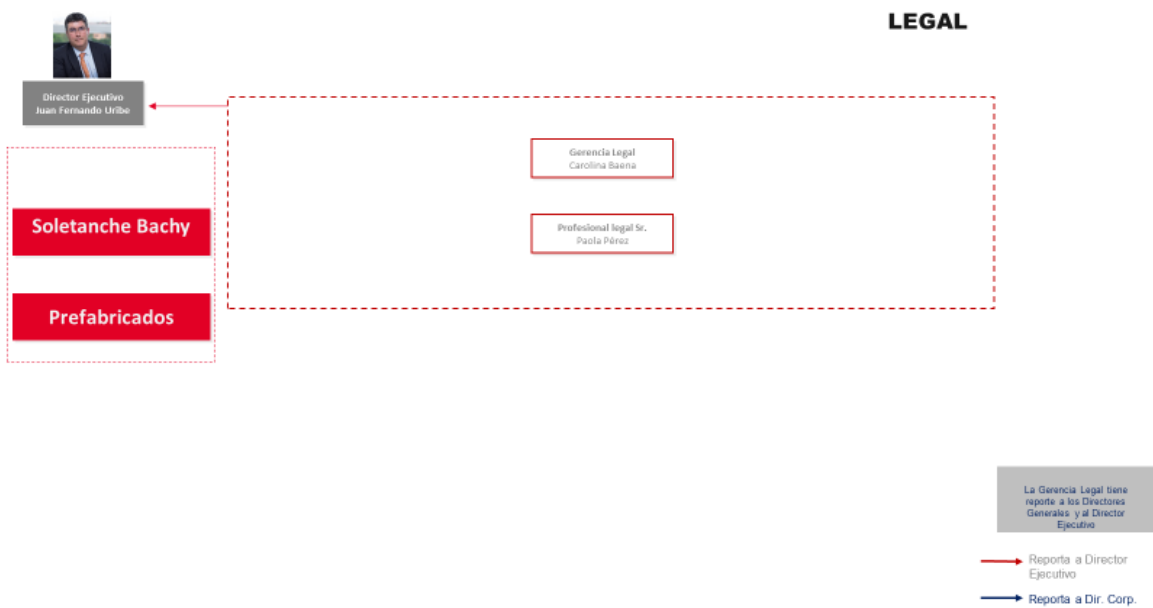 LEGAL
Director Ejecutivo
Juan Fernando Uribe
Gerencia Legal
Carolina Baena
Soletanche Bachy
Profesional legal Sr.
Paola Pérez
Prefabricados
La Gerencia Legal tiene
reporte a los Directores
Generales y al Director
Ejecutivo
Reporta a Director
Ejecutivo
Reporta a Dir. Corp.